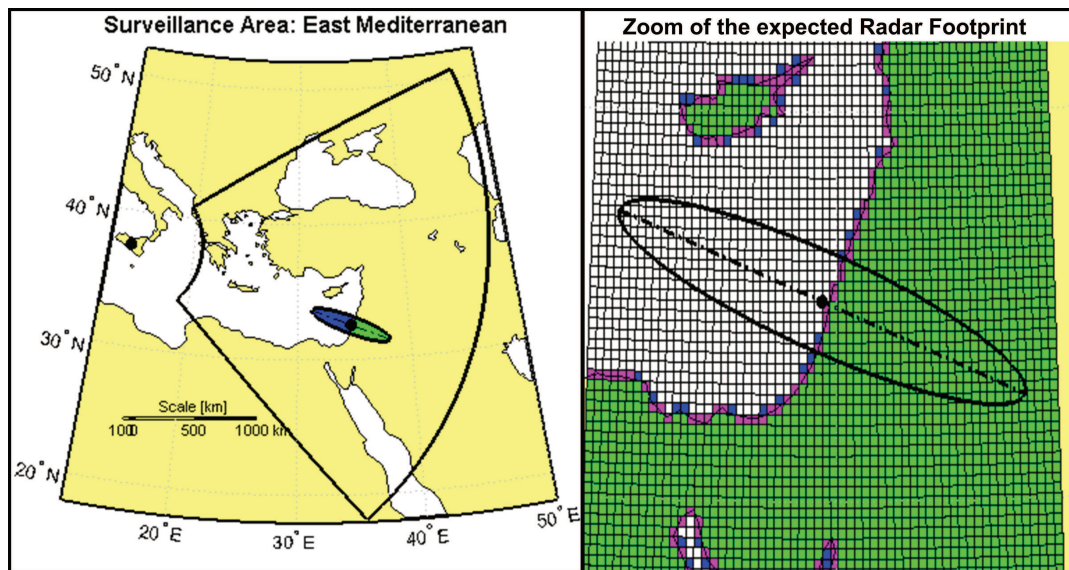 Surveillance Area: East Mediterranean
50°N
40°N
30°N
20°N
Scale [km]
100 500 1000 km
20°E
30°E
40°E
50°E
Zoom of the expected Radar Footprint